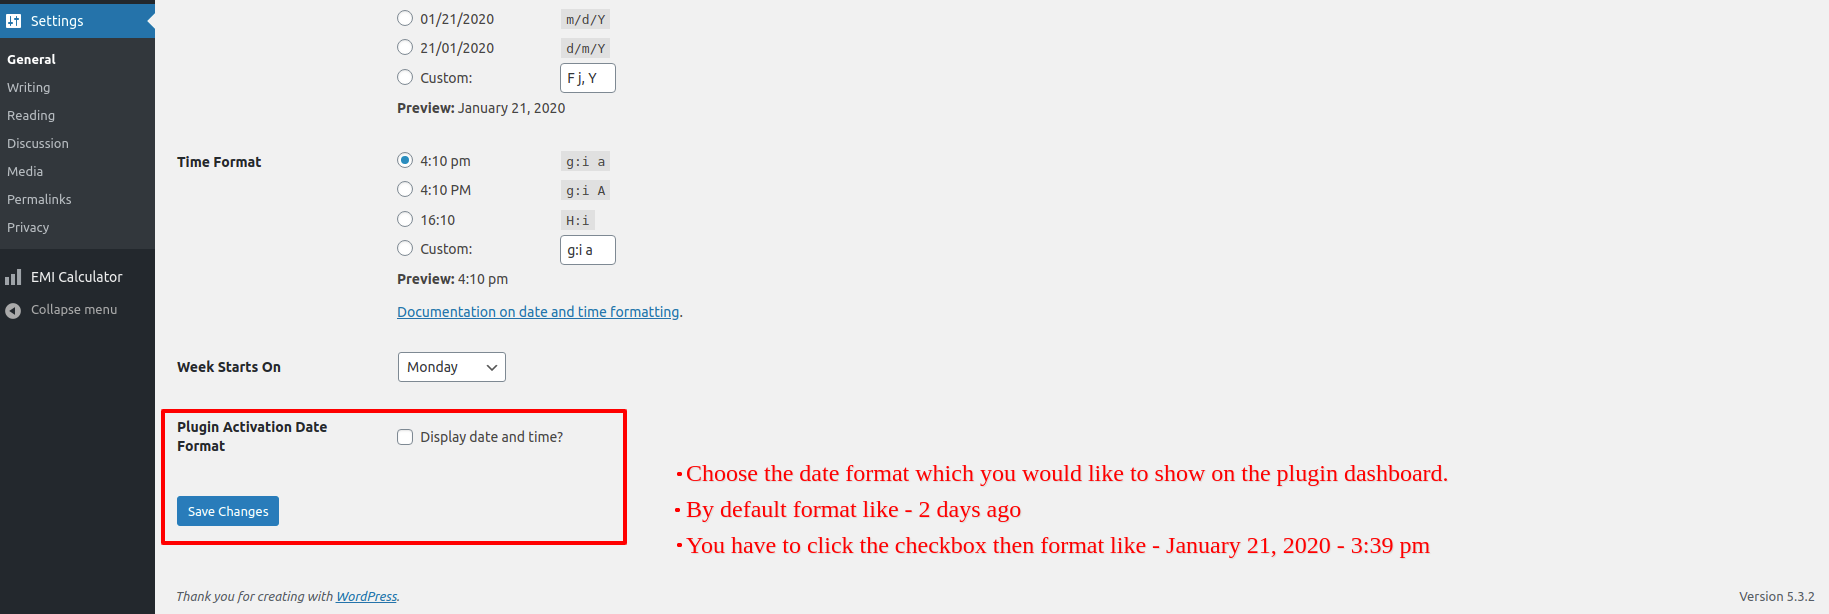 Settings
General
Writing
Reading
Discussion
Media
Permalinks
Privacy
EMI Calculator
Collapse menu
01/21/2020 m/d/Y
21/01/2020 d/m/Y
Custom: F j, Y
Preview: January 21, 2020
Time Format
4:10 pm g:i a
4:10 PM g:i A
16:10 H:i
Custom: g:i a
Preview: 4:10 pm
Documentation on date and time formatting.
Week Starts On Monday
Plugin Activation Date
Format
Display date and time?
Save Changes
• Choose the date format which you would like to show on the plugin dashboard.
• By default format like - 2 days ago
• You have to click the checkbox then format like - January 21, 2020 - 3:39 pm
Thank you for creating with WordPress.
Version 5.3.2